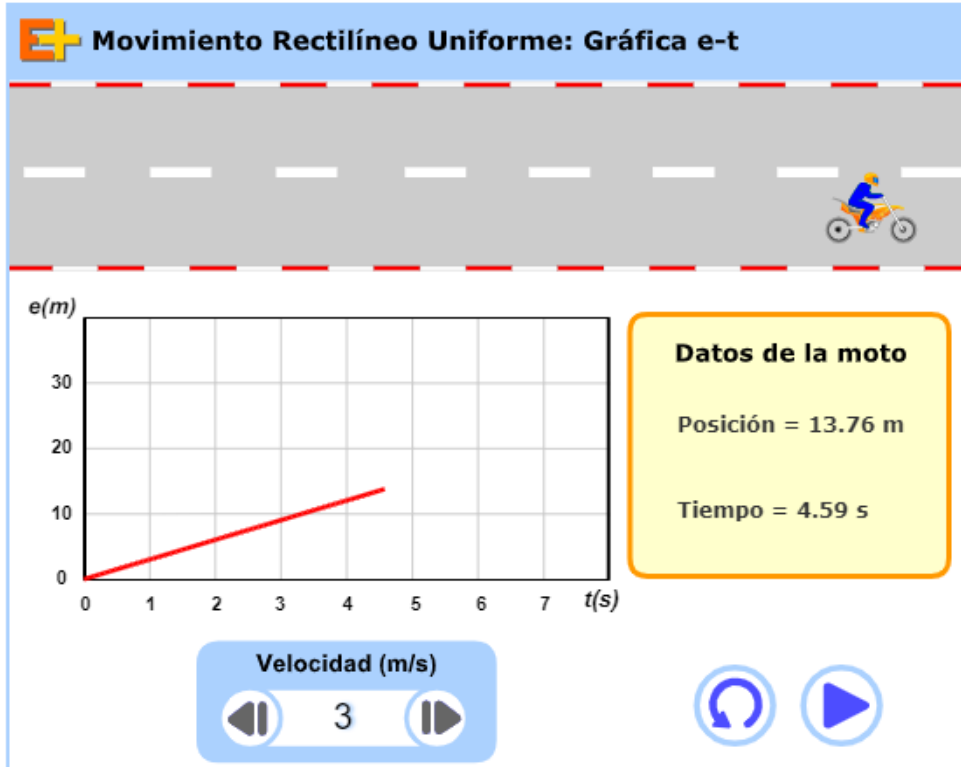 E+ Movimiento Rectilíneo Uniforme: Gráfica e-t
e(m)
30
20
10
0
0 1 2 3 4 5 6 7 t(s)
Datos de la moto
Posición = 13.76 m
Tiempo = 4.59 s
Velocidad (m/s)
3